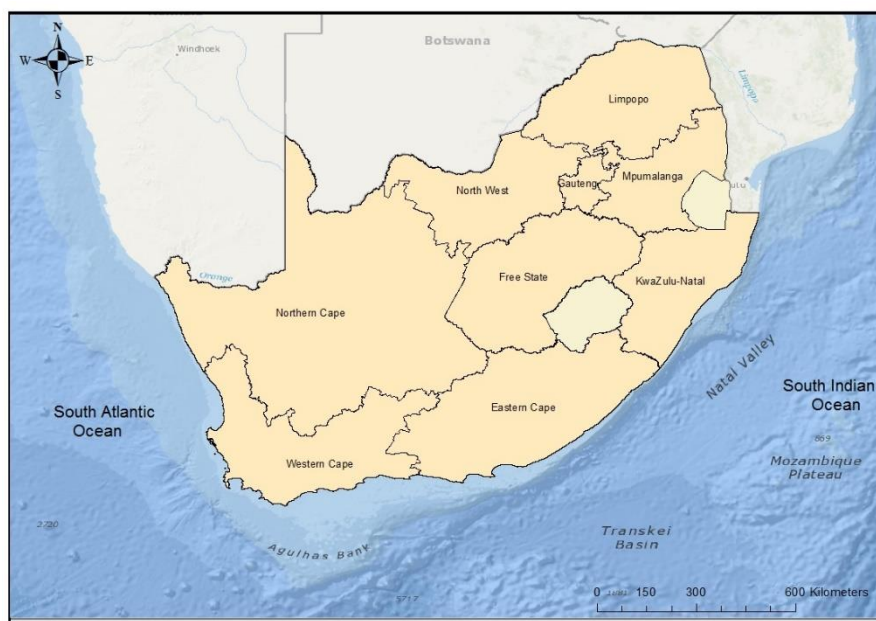 N
W E
S
Windhoek
Botswana
Limpopo
Limpopo
North West
Gauteng
Mpumalanga
Orange
Free State
KwaZulu-Natal
Northern Cape
Natal Valley
South Indian
Ocean
South Atlantic
Ocean
Eastern Cape
869
Mozambique
Plateau
Western Cape
2720
Transkei
Basin
Agulhas Bank
5717
0 150 300 600 Kilometers